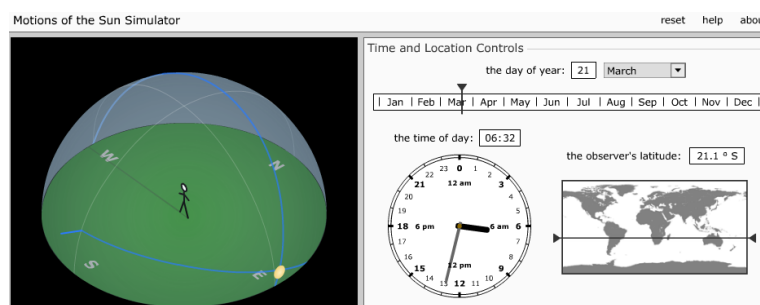 Motions of the Sun Simulator
reset help abou
Time and Location Controls
the day of year: 21 March
Jan | Feb | Mar | Apr | May | Jun | Jul | Aug | Sep | Oct | Nov | Dec
the time of day: 06:32
the observer's latitude: 21.1 ° S
0
1
2
3
12 am
4
5
6
6 am
7
8
9
10
11
12
12 pm
13
14
15
16
17
18
6 pm
19
20
21
22
23
W
N
S
E